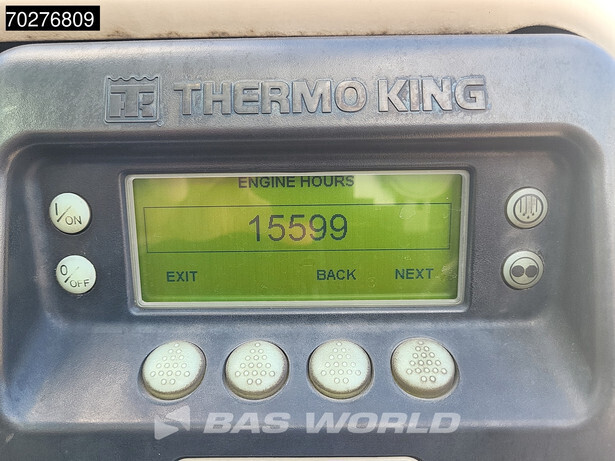 70276809
THERMO KING
ENGINE HOURS
15599
EXIT BACK NEXT
I/ON
0/OFF
BAS WORLD